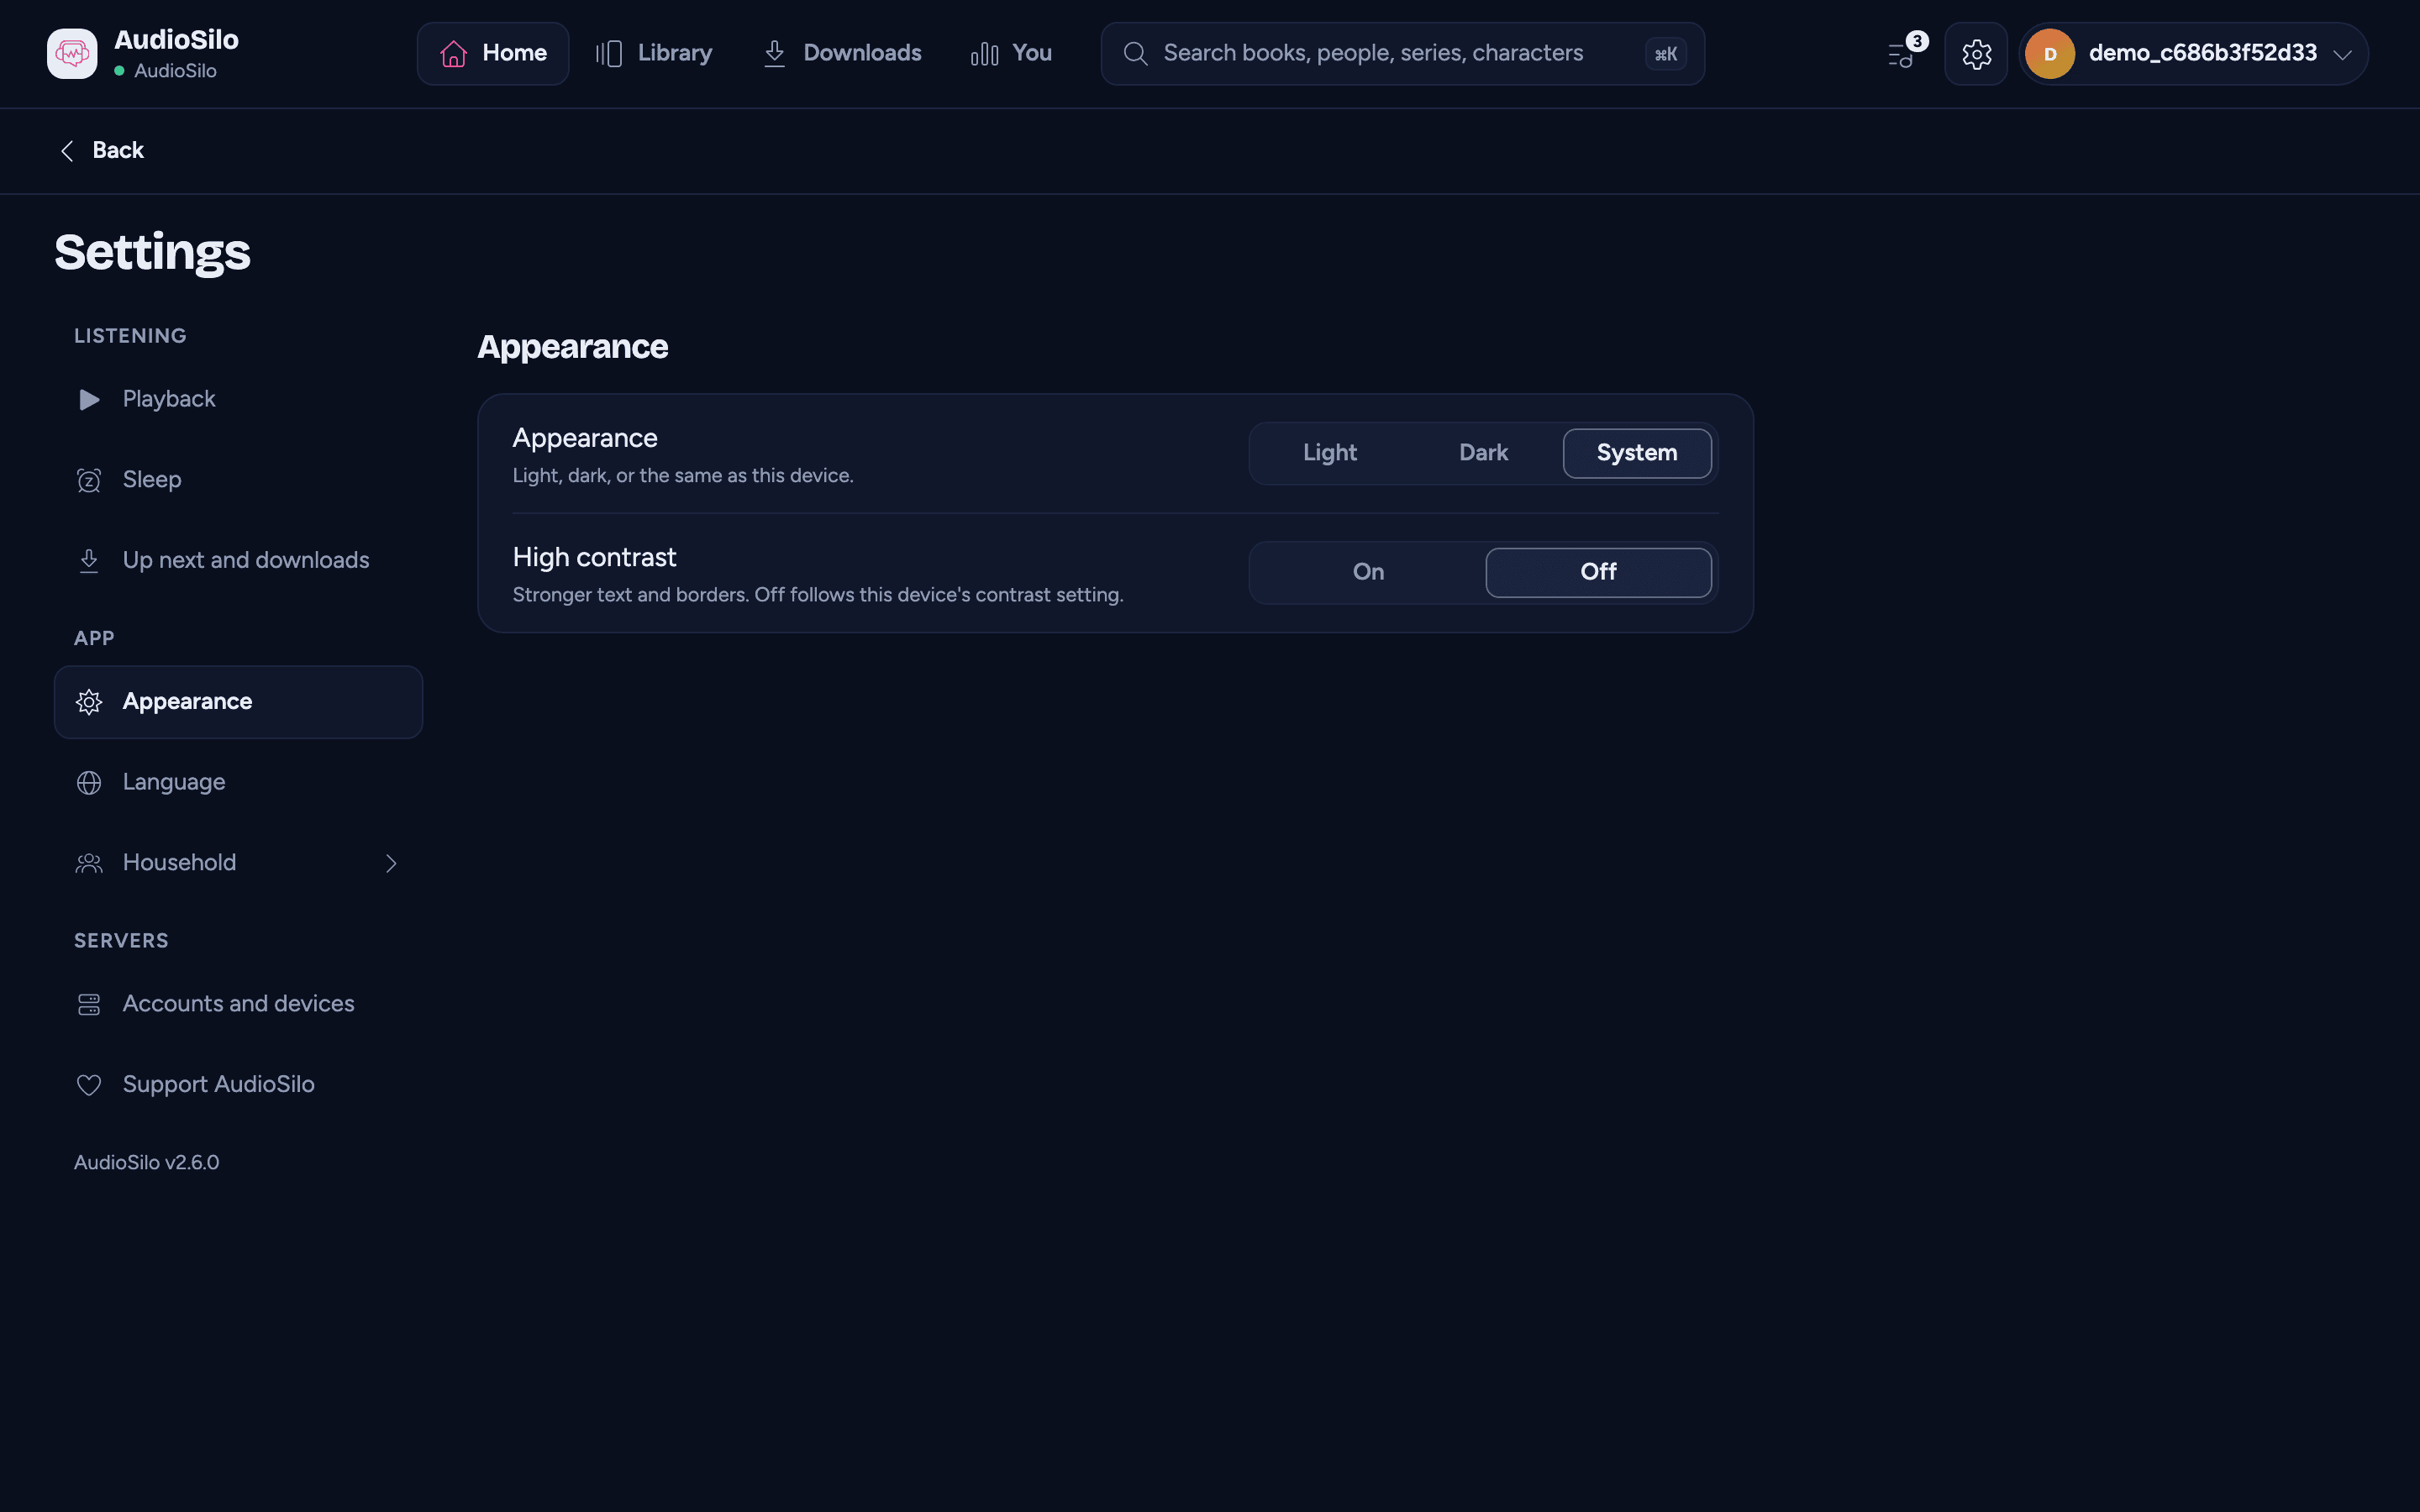 AudioSilo
AudioSilo
Home
Library
Downloads
You
Search books, people, series, characters
⌘K
3
D
demo_c686b3f52d33
Back
Settings
LISTENING
Playback
Sleep
Up next and downloads
APP
Appearance
Language
Household
SERVERS
Accounts and devices
Support AudioSilo
AudioSilo v2.6.0
Appearance
Appearance
Light, dark, or the same as this device.
Light
Dark
System
High contrast
Stronger text and borders. Off follows this device's contrast setting.
On
Off